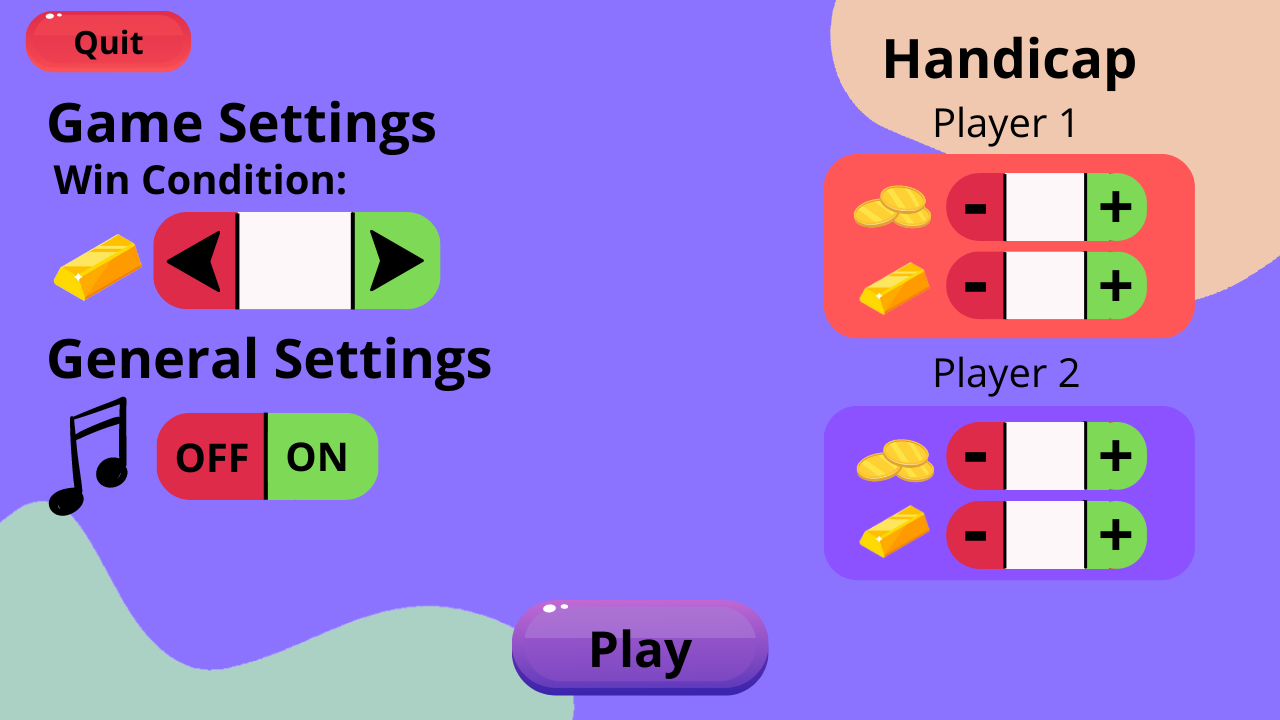 Quit
Game Settings
Win Condition:
General Settings
OFF ON
Handicap
Player 1
- +
- +
Player 2
- +
- +
Play